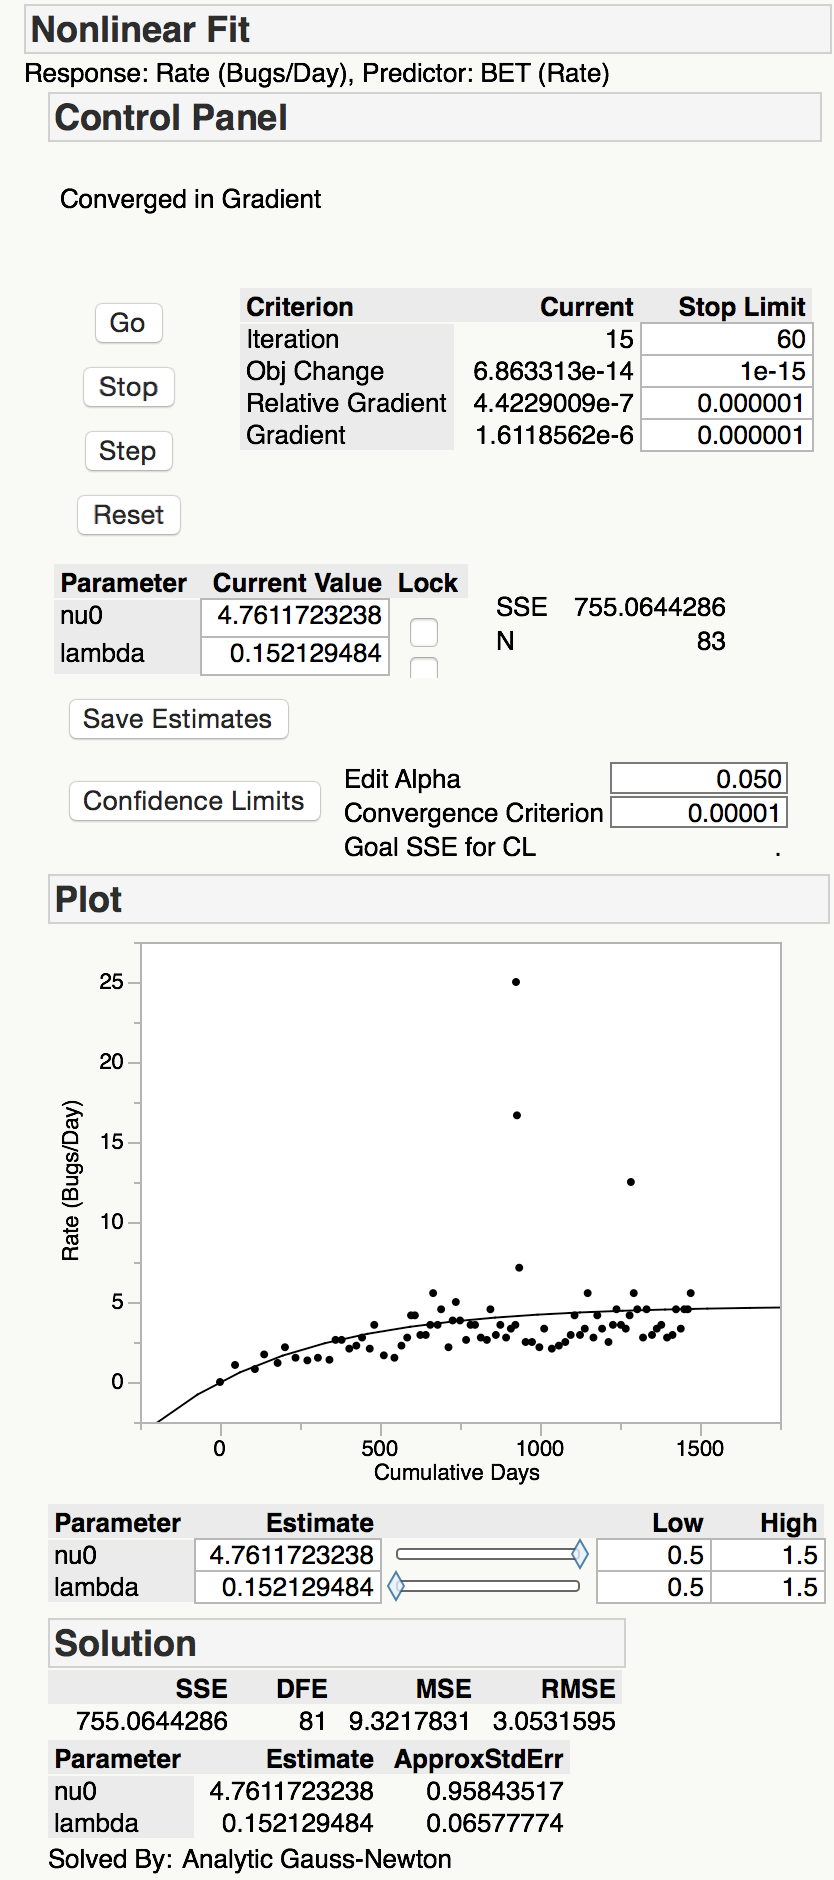 Nonlinear Fit
Response: Rate (Bugs/Day), Predictor: BET (Rate)
Control Panel
Converged in Gradient
Go
Stop
Step
Reset
Criterion Current Stop Limit
Iteration 15 60
Obj Change 6.863313e-14 1e-15
Relative Gradient 4.4229009e-7 0.000001
Gradient 1.6118562e-6 0.000001
Parameter Current Value Lock
nu0 4.7611723238
lambda 0.152129484
SSE 755.0644286
N 83
Save Estimates
Confidence Limits
Edit Alpha 0.050
Convergence Criterion 0.00001
Goal SSE for CL .
Plot
25
20
15
10
5
0
Rate (Bugs/Day)
0 500 1000 1500
Cumulative Days
Parameter Estimate Low High
nu0 4.7611723238 0.5 1.5
lambda 0.152129484 0.5 1.5
Solution
SSE DFE MSE RMSE
755.0644286 81 9.3217831 3.0531595
Parameter Estimate ApproxStdErr
nu0 4.7611723238 0.95843517
lambda 0.152129484 0.06577774
Solved By: Analytic Gauss-Newton